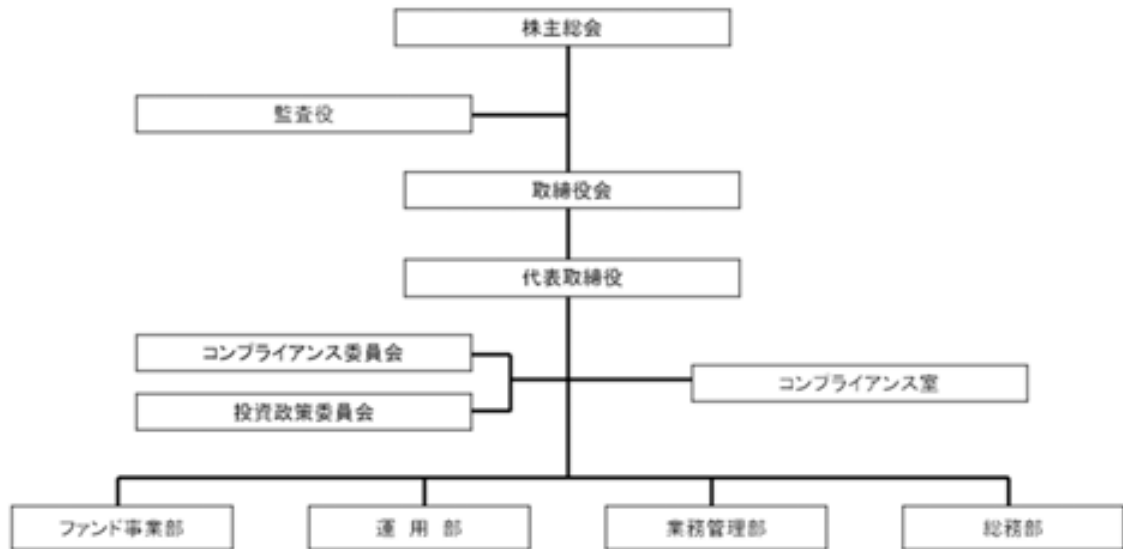 株主総会
監査役
取締役会
代表取締役
コンプライアンス委員会
コンプライアンス室
投資政策委員会
ファンド事業部
運 用 部
業務管理部
総務部